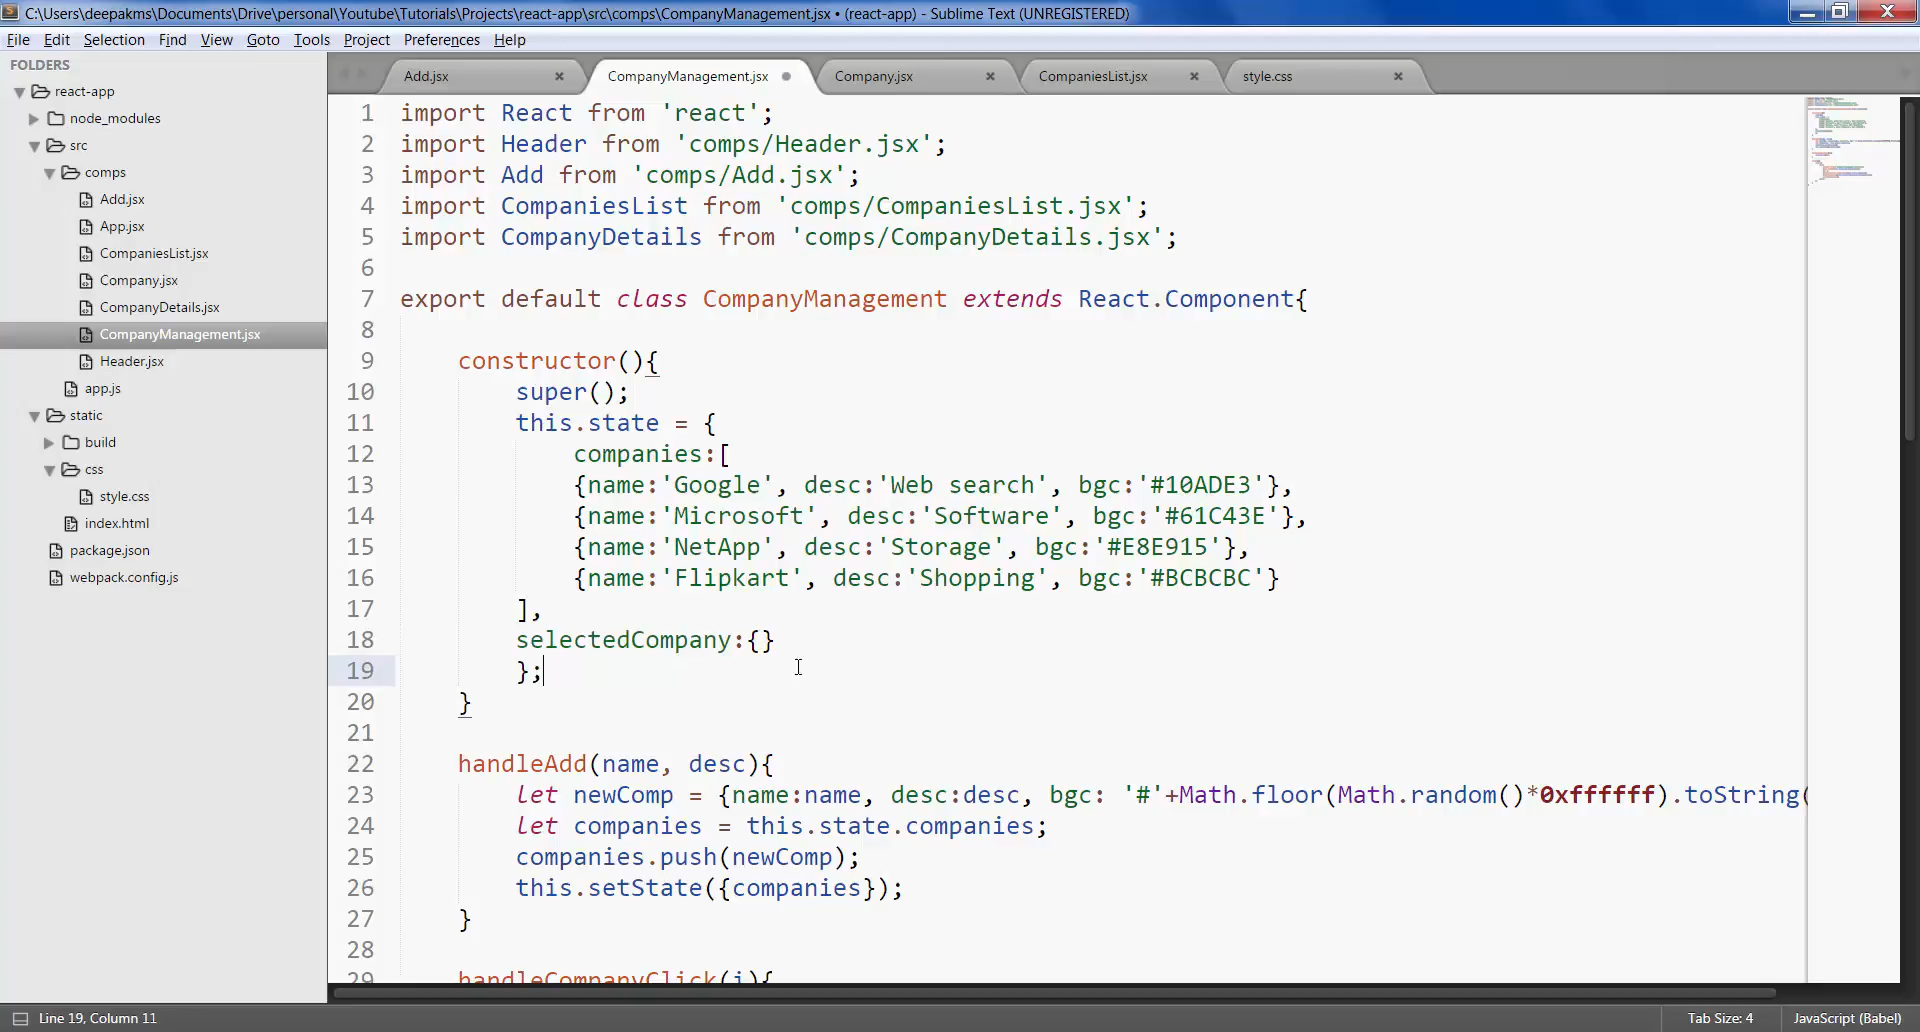 C:\Users\deepakms\Documents\Drive\personal\Youtube\Tutorials\Projects\react-app\src\comps\CompanyManagement.jsx • (react-app) - Sublime Text (UNREGISTERED)
File Edit Selection Find View Goto Tools Project Preferences Help
FOLDERS
react-app
node_modules
src
comps
Add.jsx
App.jsx
CompaniesList.jsx
Company.jsx
CompanyDetails.jsx
CompanyManagement.jsx
Header.jsx
app.js
static
build
css
style.css
index.html
package.json
webpack.config.js
Add.jsx CompanyManagement.jsx Company.jsx CompaniesList.jsx style.css
1 import React from 'react';
2 import Header from 'comps/Header.jsx';
3 import Add from 'comps/Add.jsx';
4 import CompaniesList from 'comps/CompaniesList.jsx';
5 import CompanyDetails from 'comps/CompanyDetails.jsx';
6
7 export default class CompanyManagement extends React.Component{
8
9 constructor(){
10 super();
11 this.state = {
12 companies:[
13 {name:'Google', desc:'Web search', bgc:'#10ADE3'},
14 {name:'Microsoft', desc:'Software', bgc:'#61C43E'},
15 {name:'NetApp', desc:'Storage', bgc:'#E8E915'},
16 {name:'Flipkart', desc:'Shopping', bgc:'#BCBCBC'}
17 ],
18 selectedCompany:{}
19 };
20 }
21
22 handleAdd(name, desc){
23 let newComp = {name:name, desc:desc, bgc: '#'+Math.floor(Math.random()*0xffffff).toString(
24 let companies = this.state.companies;
25 companies.push(newComp);
26 this.setState({companies});
27 }
28
29 handleCompanyClick(i){
Line 19, Column 11
Tab Size: 4
JavaScript (Babel)